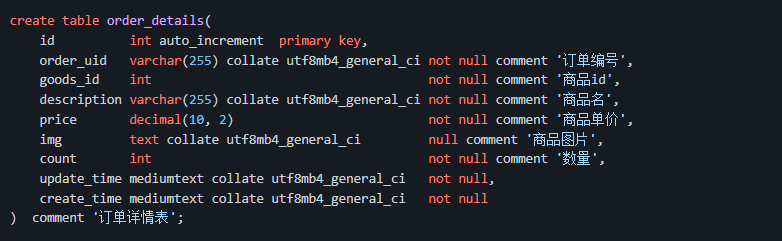 create table order_details(
    id          int auto_increment  primary key,
    order_uid   varchar(255) collate utf8mb4_general_ci not null comment '订单编号',
    goods_id    int                                     not null comment '商品id',
    description varchar(255) collate utf8mb4_general_ci not null comment '商品名',
    price       decimal(10, 2)                          not null comment '商品单价',
    img         text collate utf8mb4_general_ci         null comment '商品图片',
    count       int                                     not null comment '数量',
    update_time mediumtext collate utf8mb4_general_ci   not null,
    create_time mediumtext collate utf8mb4_general_ci   not null
)  comment '订单详情表';